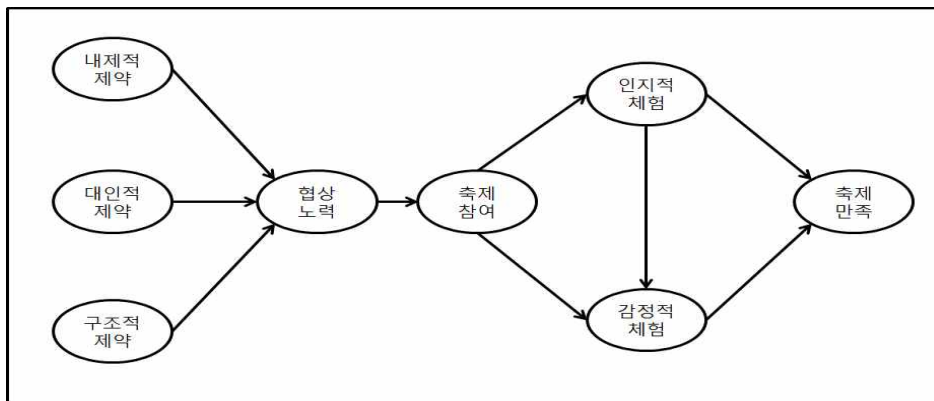 내제적
제약
대인적
제약
구조적
제약
협상
노력
축제
참여
인지적
체험
감정적
체험
축제
만족